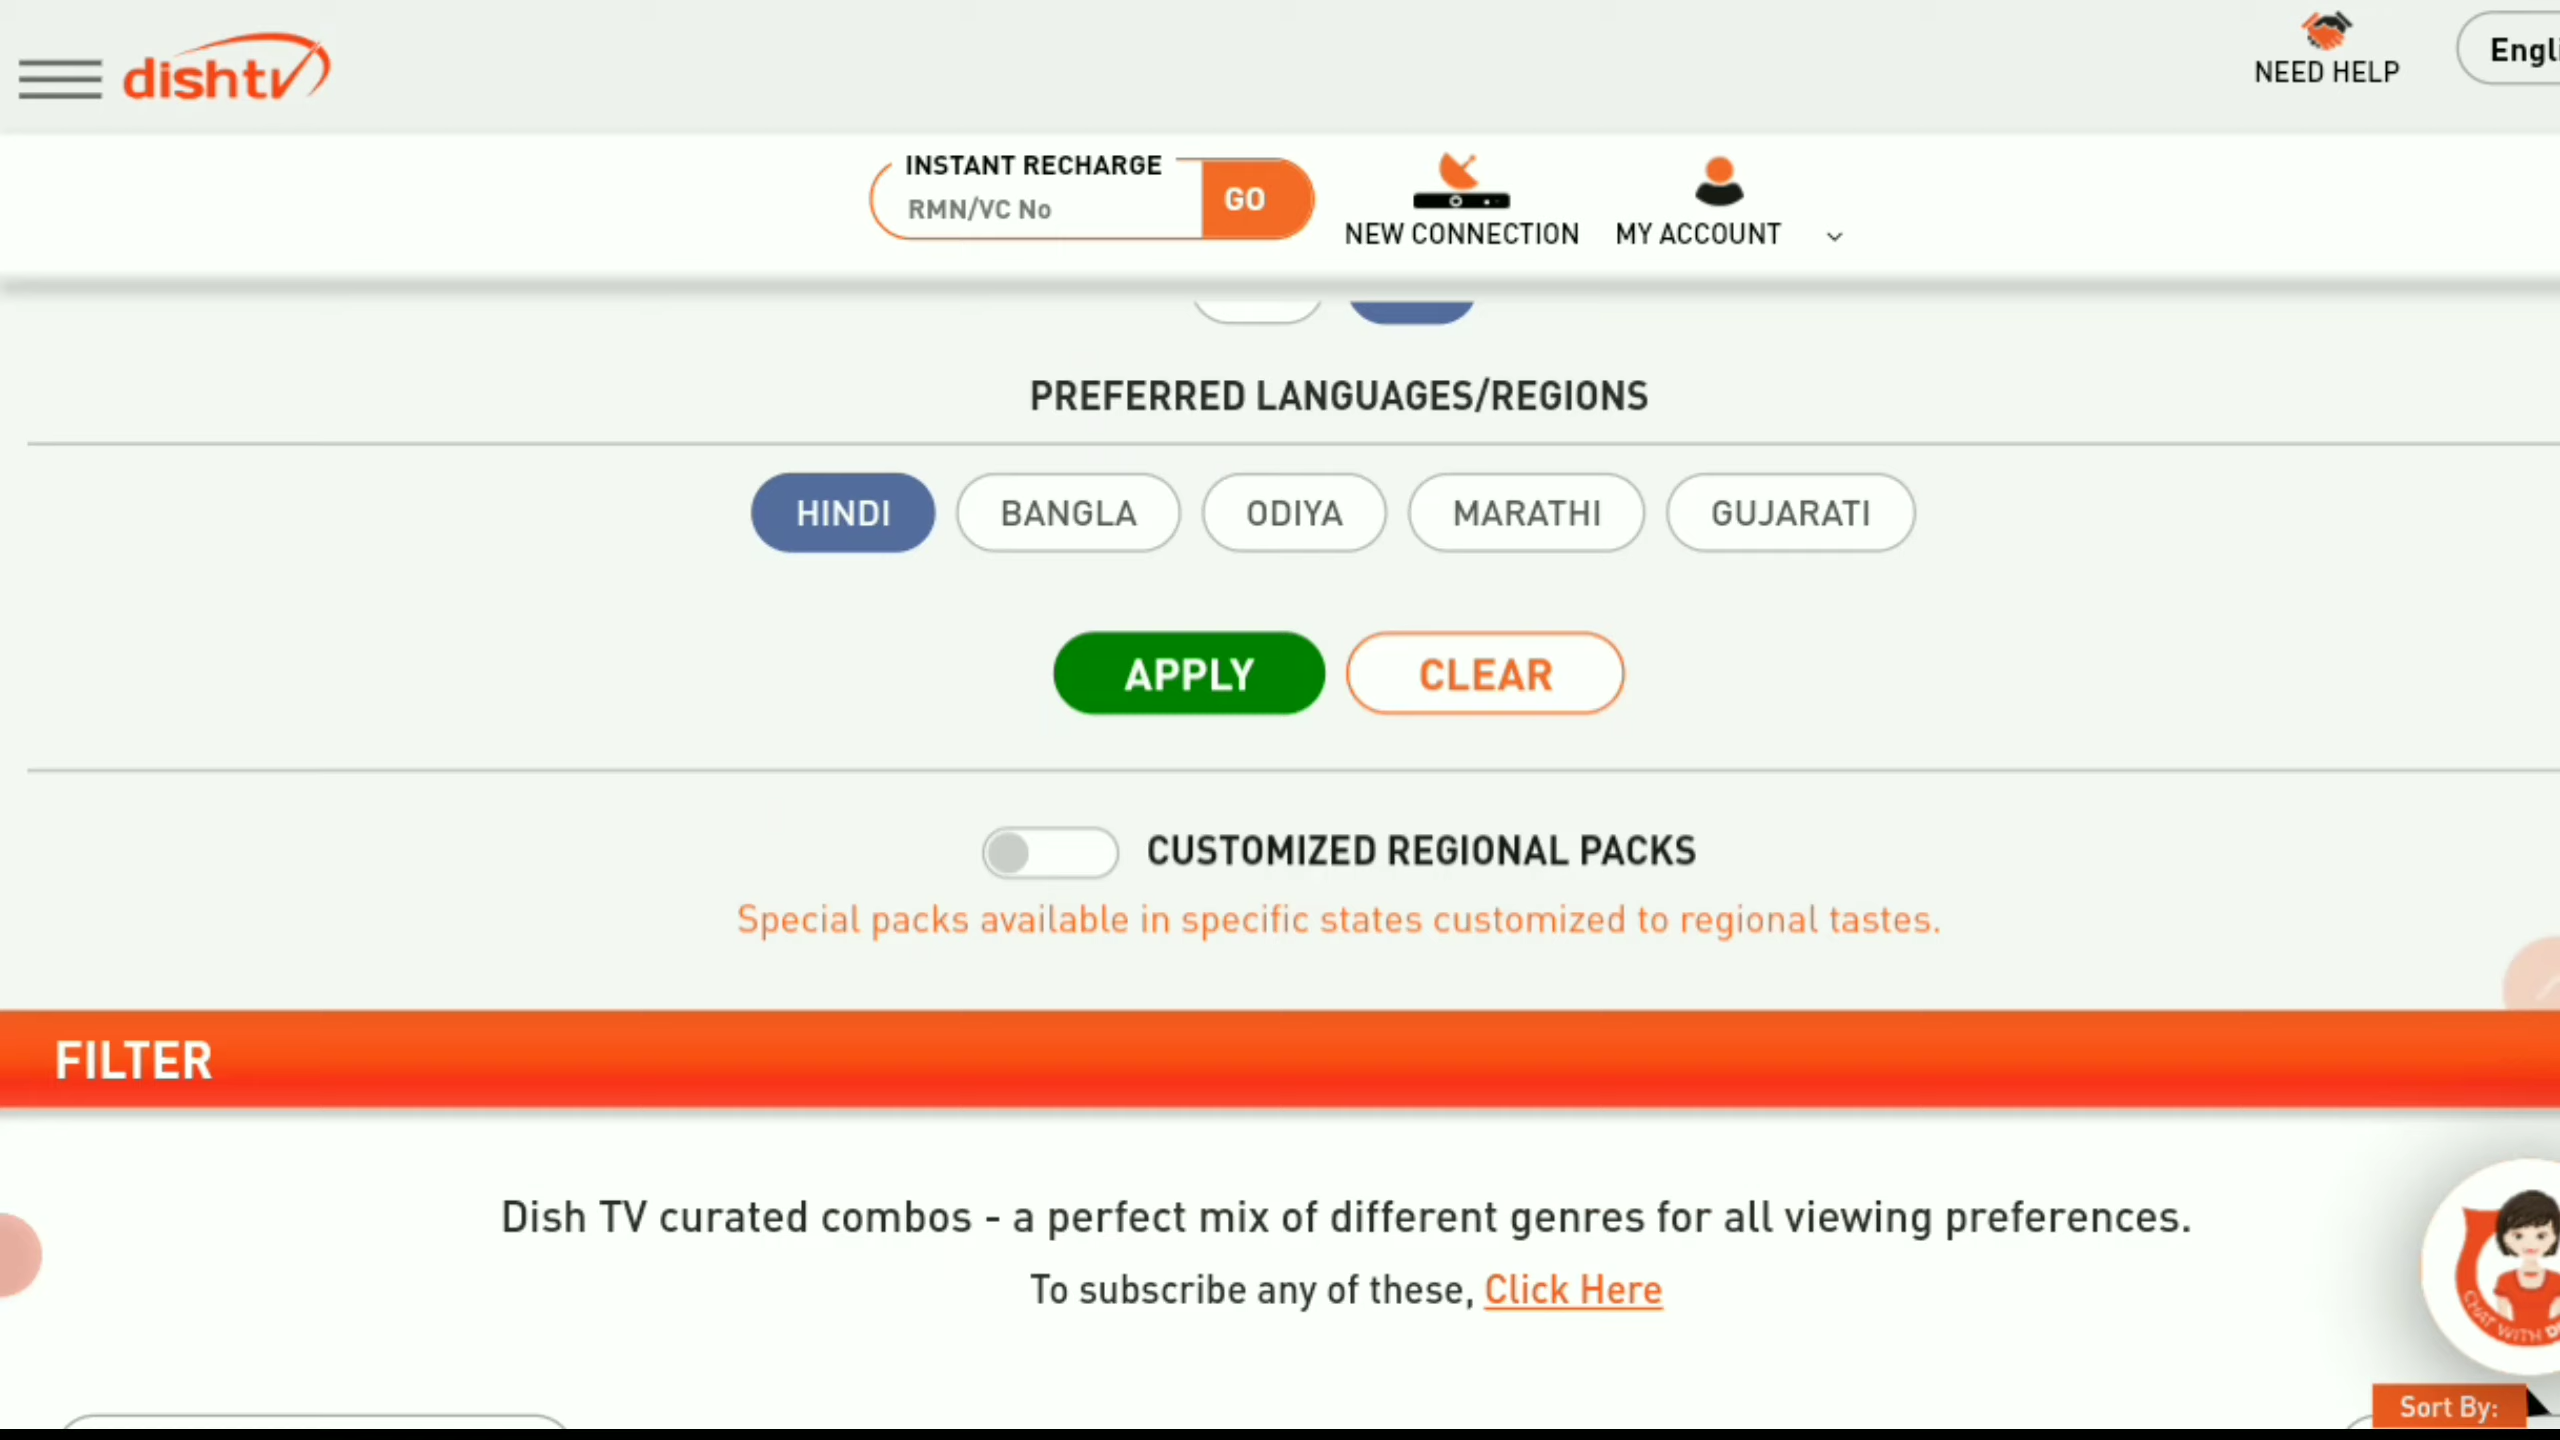 dishtv
NEED HELP
Engli
INSTANT RECHARGE
RMN/VC No
GO
NEW CONNECTION
MY ACCOUNT
PREFERRED LANGUAGES/REGIONS
HINDI
BANGLA
ODIYA
MARATHI
GUJARATI
APPLY
CLEAR
CUSTOMIZED REGIONAL PACKS
Special packs available in specific states customized to regional tastes.
FILTER
Dish TV curated combos - a perfect mix of different genres for all viewing preferences.
To subscribe any of these, Click Here
CHAT WITH D
Sort By: